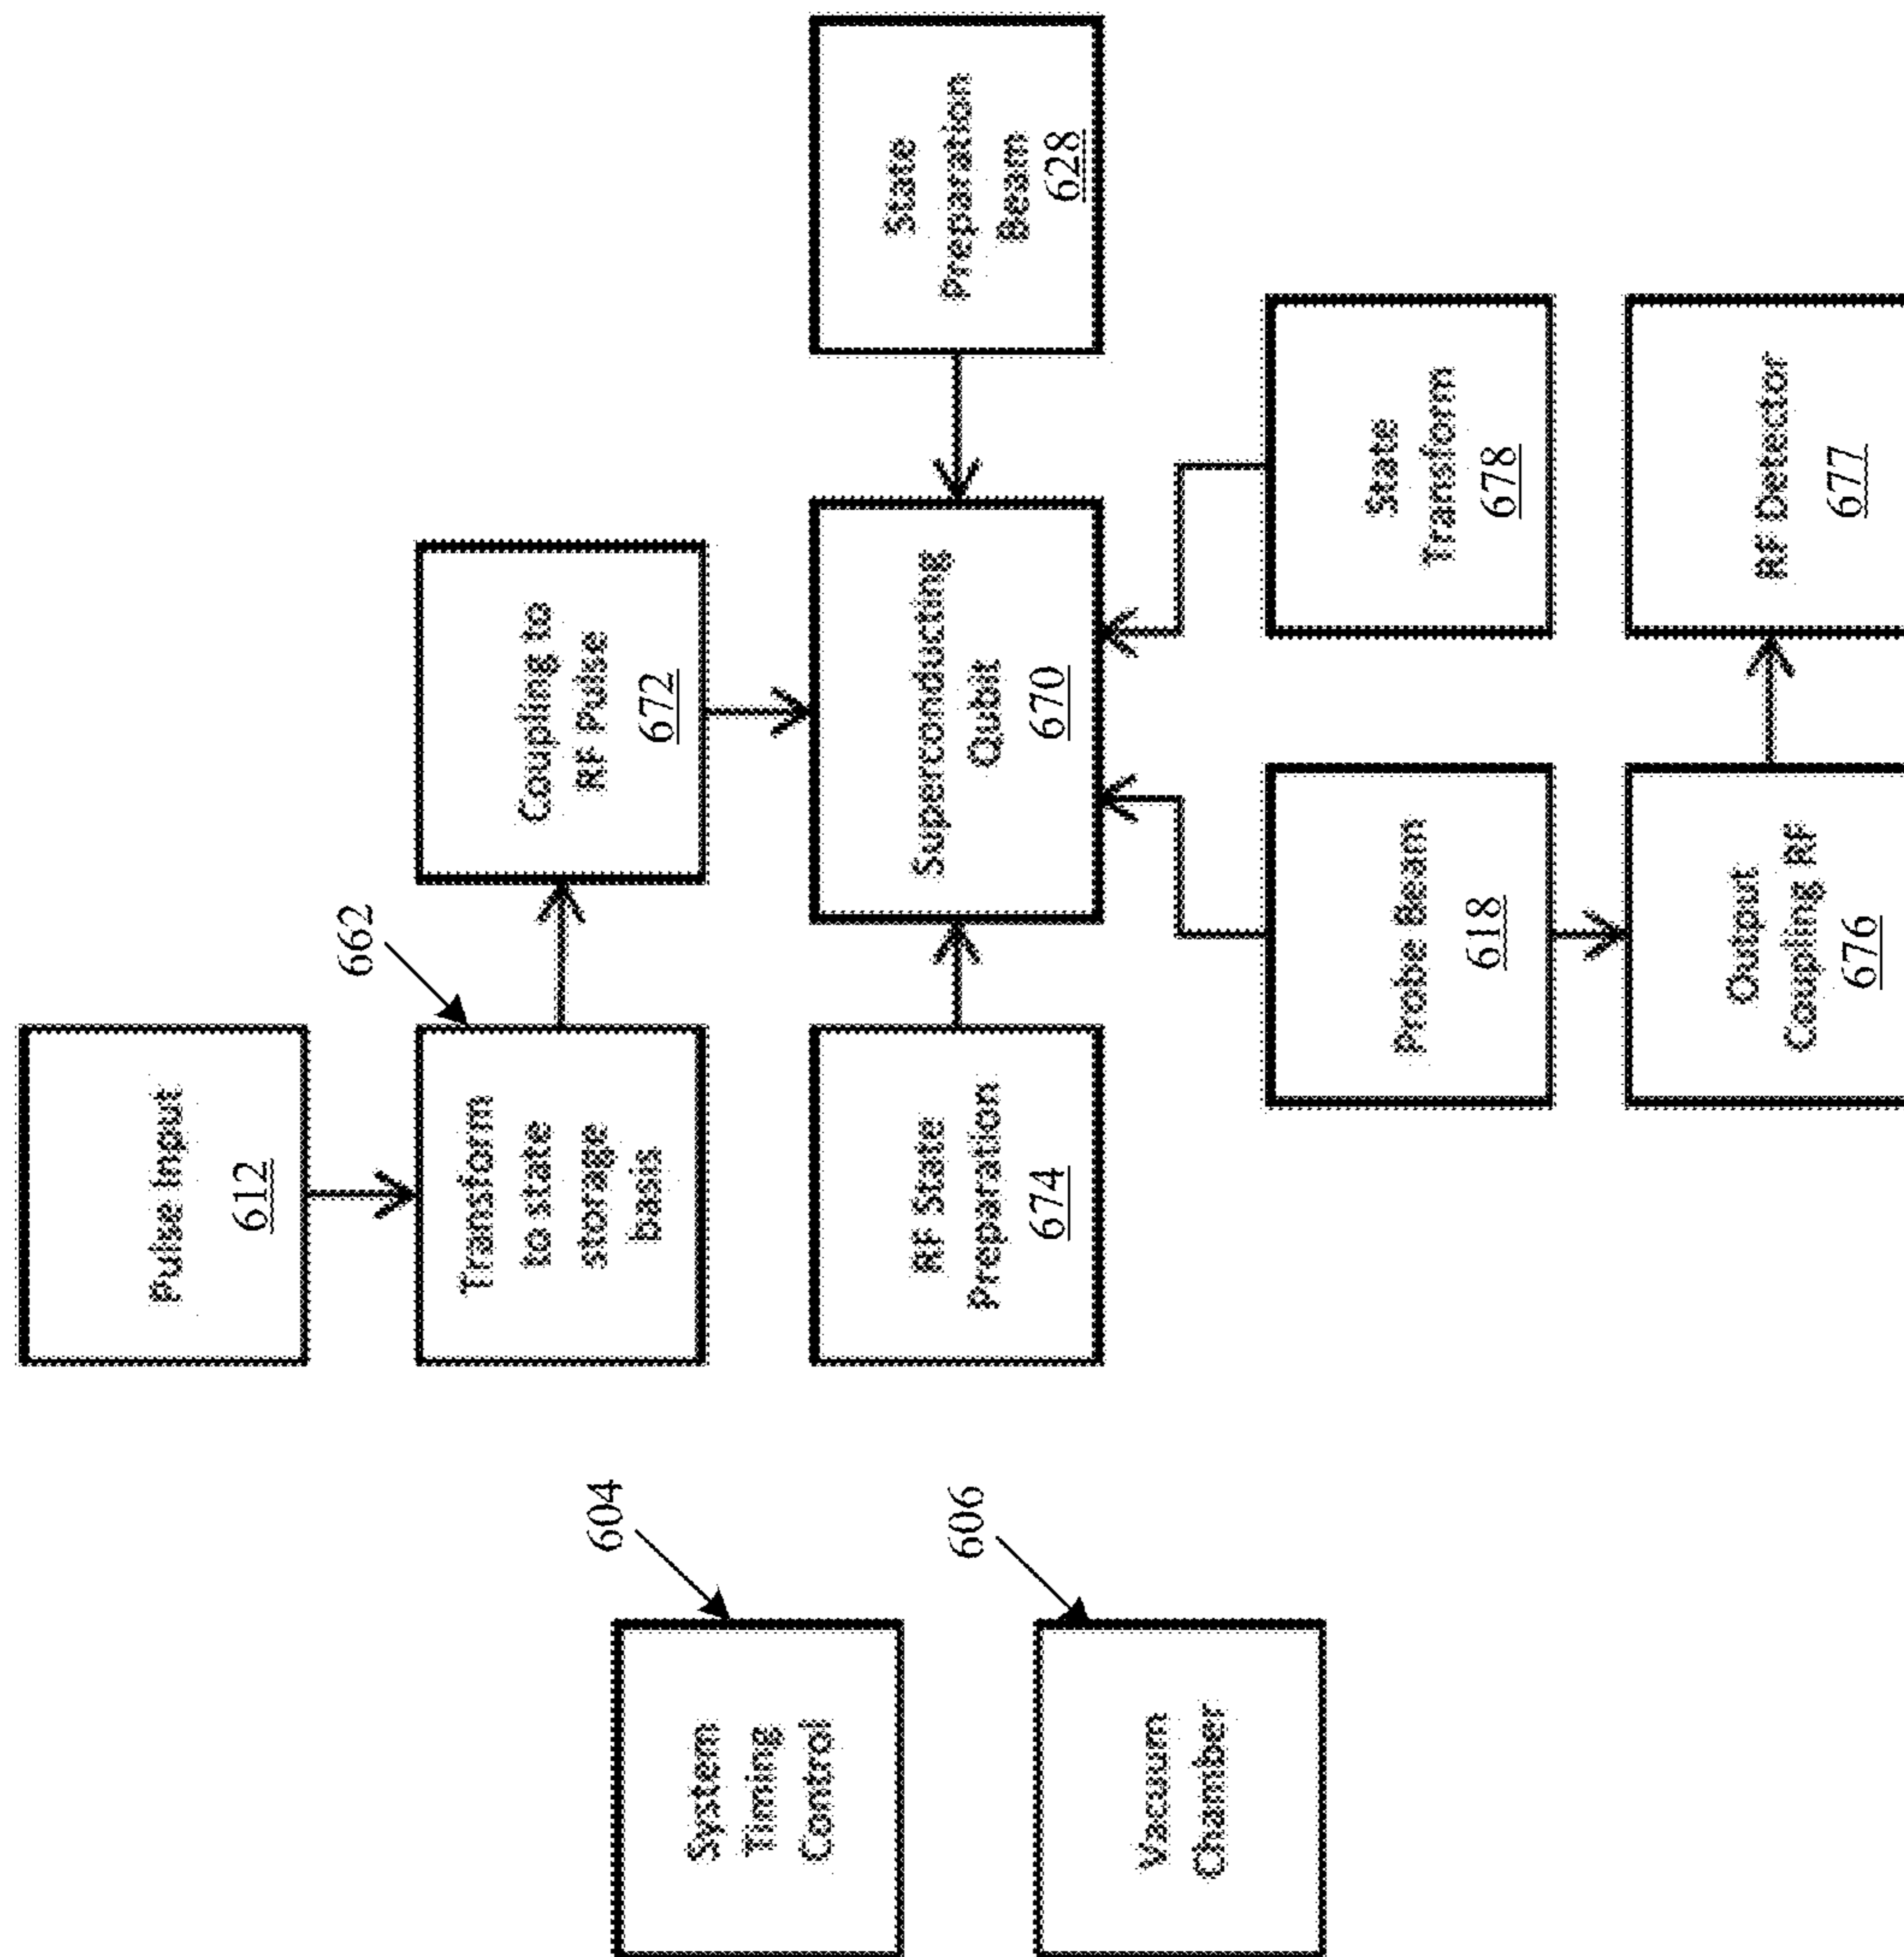 Pulse Input
612
662
Transform
to state
storage
basis
Coupling to
RF Pulse
672
604
System
Timing
Control
RF State
Preparation
674
Superconducting
Qubit
670
State
Preparation
Beam
628
606
Vacuum
Chamber
Probe Beam
618
State
Transform
678
Output
Coupling RF
676
RF Detector
677